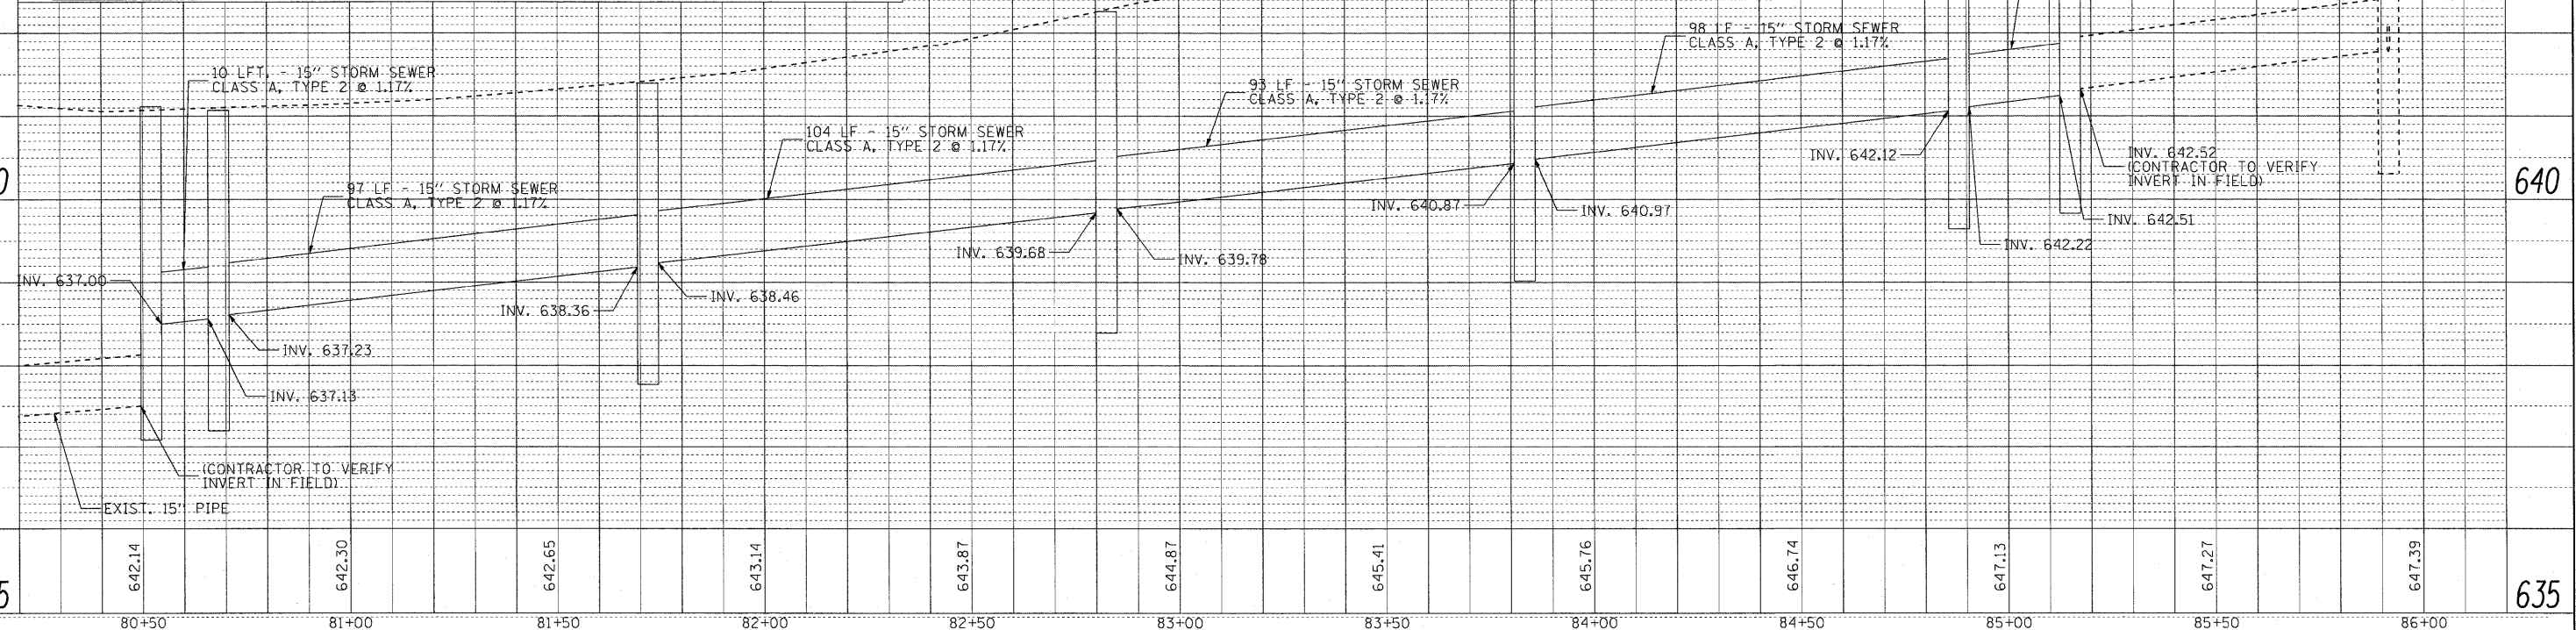 98 LF - 15" STORM SEWER
CLASS A, TYPE 2 @ 1.17%
10 LFT. - 15" STORM SEWER
CLASS A, TYPE 2 @ 1.17%
93 LF - 15" STORM SEWER
CLASS A, TYPE 2 @ 1.17%
104 LF - 15" STORM SEWER
CLASS A, TYPE 2 @ 1.17%
INV. 642.12
INV. 642.52
(CONTRACTOR TO VERIFY
INVERT IN FIELD)
640
97 LF - 15" STORM SEWER
CLASS A, TYPE 2 @ 1.17%
INV. 640.87
INV. 640.97
INV. 642.51
INV. 639.68
INV. 639.78
INV. 642.22
INV. 637.00
INV. 638.36
INV. 638.46
INV. 637.23
INV. 637.13
(CONTRACTOR TO VERIFY
INVERT IN FIELD)
EXIST. 15" PIPE
642.14
642.30
642.65
643.14
643.87
644.87
645.41
645.76
646.74
647.13
647.27
647.39
635
80+50
81+00
81+50
82+00
82+50
83+00
83+50
84+00
84+50
85+00
85+50
86+00